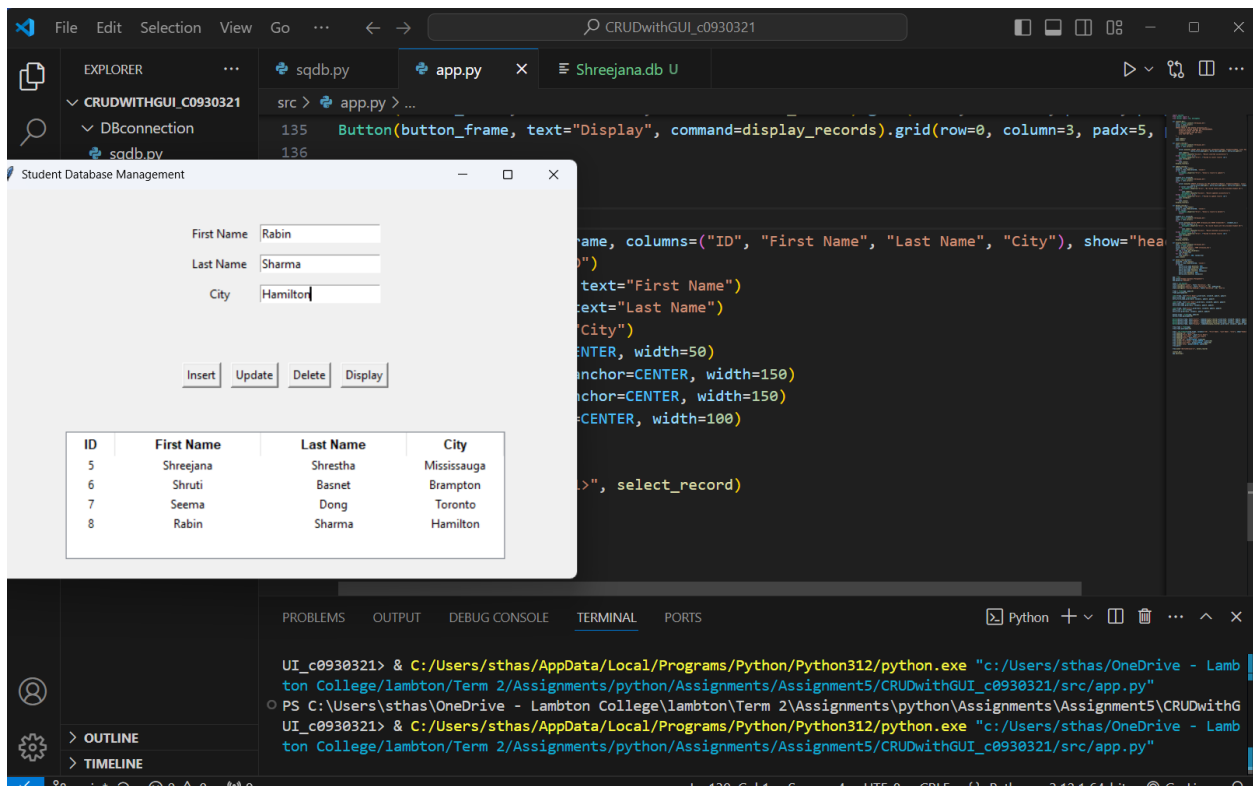 File Edit Selection View Go ··· ← → CRUDwithGUI_c0930321
EXPLORER ···
sqdb.py app.py × Shreejana.db U
CRUDWITHGUI_C0930321
src > app.py > ...
DBconnection
sqdb.py
135 Button(button_frame, text="Display", command=display_records).grid(row=0, column=3, padx=5,
136
Student Database Management
First Name Rabin
Last Name Sharma
City Hamilton
Insert Update Delete Display
ID First Name Last Name City
5 Shreejana Shrestha Mississauga
6 Shruti Basnet Brampton
7 Seema Dong Toronto
8 Rabin Sharma Hamilton
ame, columns=("ID", "First Name", "Last Name", "City"), show="hea
")
text="First Name")
ext="Last Name")
"City")
ENTER, width=50)
nchor=CENTER, width=150)
chor=CENTER, width=150)
=CENTER, width=100)
>", select_record)
PROBLEMS OUTPUT DEBUG CONSOLE TERMINAL PORTS
Python
UI_c0930321> & C:/Users/sthas/AppData/Local/Programs/Python/Python312/python.exe "c:/Users/sthas/OneDrive - Lamb
ton College/lambton/Term 2/Assignments/python/Assignments/Assignment5/CRUDwithGUI_c0930321/src/app.py"
PS C:\Users\sthas\OneDrive - Lambton College\lambton\Term 2\Assignments\python\Assignments\Assignment5\CRUDwithG
UI_c0930321> & C:/Users/sthas/AppData/Local/Programs/Python/Python312/python.exe "c:/Users/sthas/OneDrive - Lamb
ton College/lambton/Term 2/Assignments/python/Assignments/Assignment5/CRUDwithGUI_c0930321/src/app.py"
OUTLINE
TIMELINE